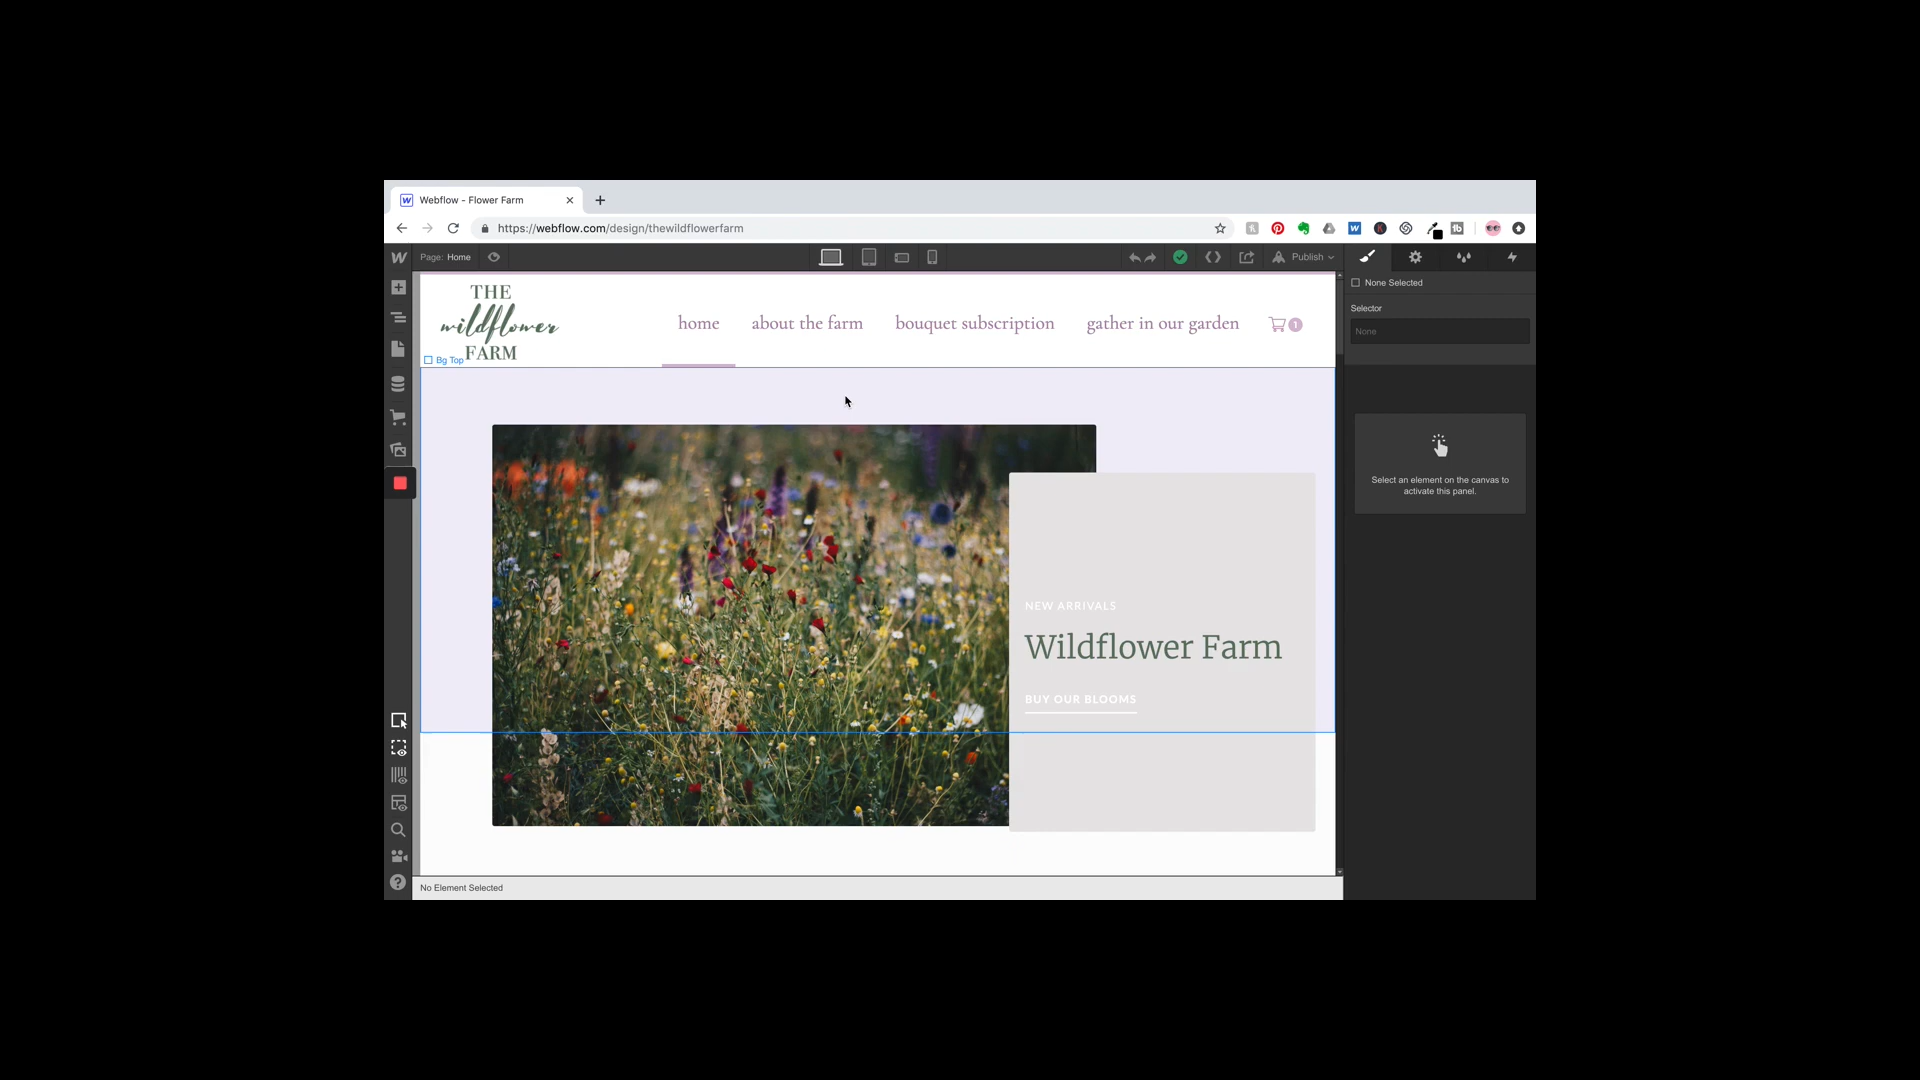 Webflow - Flower Farm
https://webflow.com/design/thewildflowerfarm
Page: Home
Publish
None Selected
Selector
None
THE
wildflower
FARM
home
about the farm
bouquet subscription
gather in our garden
1
Bg Top
Select an element on the canvas to
activate this panel.
NEW ARRIVALS
Wildflower Farm
BUY OUR BLOOMS
No Element Selected